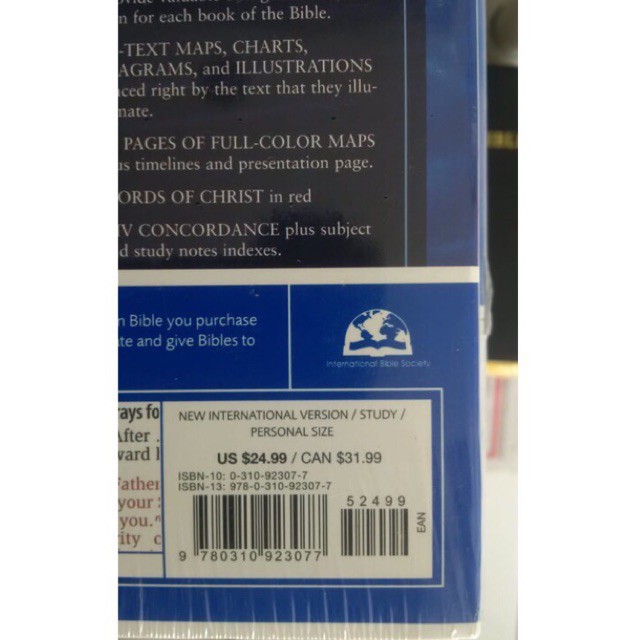 n for each book of the Bible.
-TEXT MAPS, CHARTS,
AGRAMS, and ILLUSTRATIONS
aced right by the text that they illu-
nate.
PAGES OF FULL-COLOR MAPS
us timelines and presentation page.
ORDS OF CHRIST in red
IV CONCORDANCE plus subject
d study notes indexes.
n Bible you purchase
ate and give Bibles to
International Bible Society
rays fo
After
ward
Father
your
you."
ity
NEW INTERNATIONAL VERSION / STUDY /
PERSONAL SIZE
US $24.99 / CAN $31.99
ISBN-10: 0-310-92307-7
ISBN-13: 978-0-310-92307-7
52499
EAN
9 780310 923077